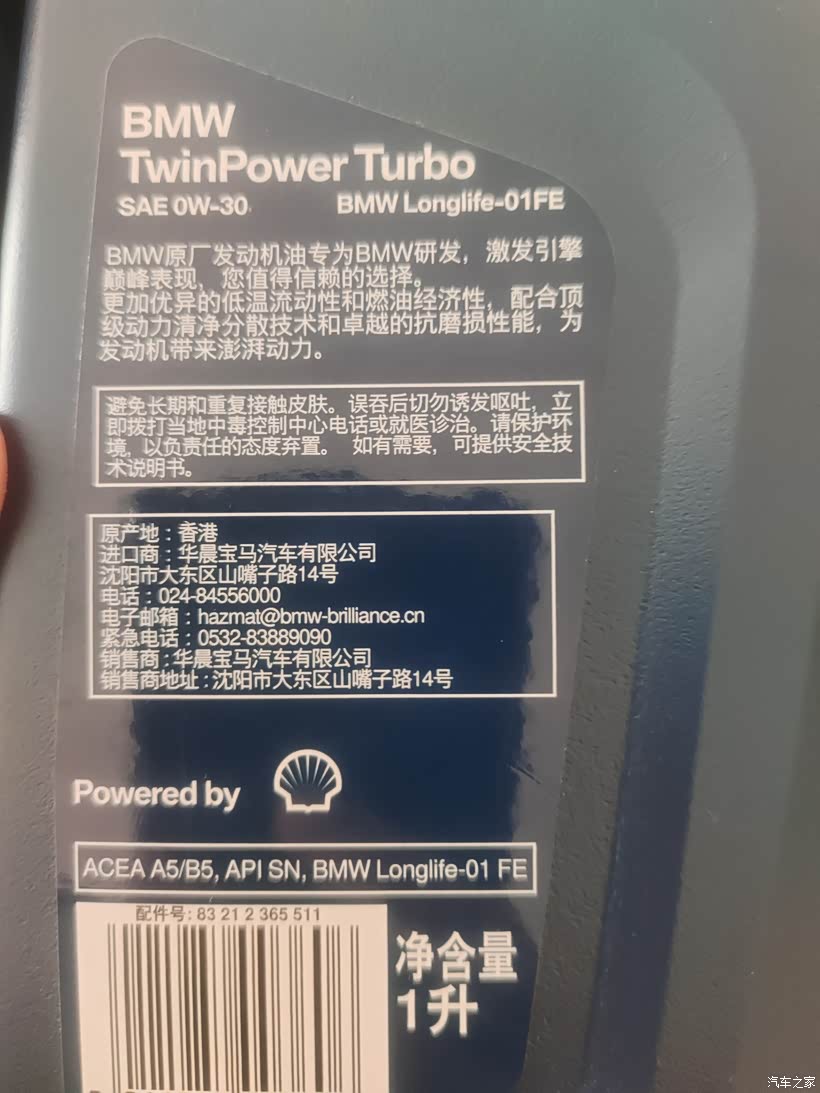 BMW
TwinPower Turbo
SAE 0W-30 BMW Longlife-01FE
BMW原厂发动机油专为BMW研发，激发引擎
巅峰表现，您值得信赖的选择。
更加优异的低温流动性和燃油经济性，配合顶
级动力清净分散技术和卓越的抗磨损性能，为
发动机带来澎湃动力。
避免长期和重复接触皮肤。误吞后切勿诱发呕吐，立
即拨打当地中毒控制中心电话或就医诊治。请保护环
境，以负责任的态度弃置。 如有需要，可提供安全技
术说明书。
原产地：香港
进口商：华晨宝马汽车有限公司
沈阳市大东区山嘴子路14号
电话：024-84556000
电子邮箱：hazmat@bmw-brilliance.cn
紧急电话：0532-83889090
销售商：华晨宝马汽车有限公司
销售商地址：沈阳市大东区山嘴子路14号
Powered by
ACEA A5/B5, API SN, BMW Longlife-01 FE
配件号: 83 21 2 365 511
净含量
1升
汽车之家